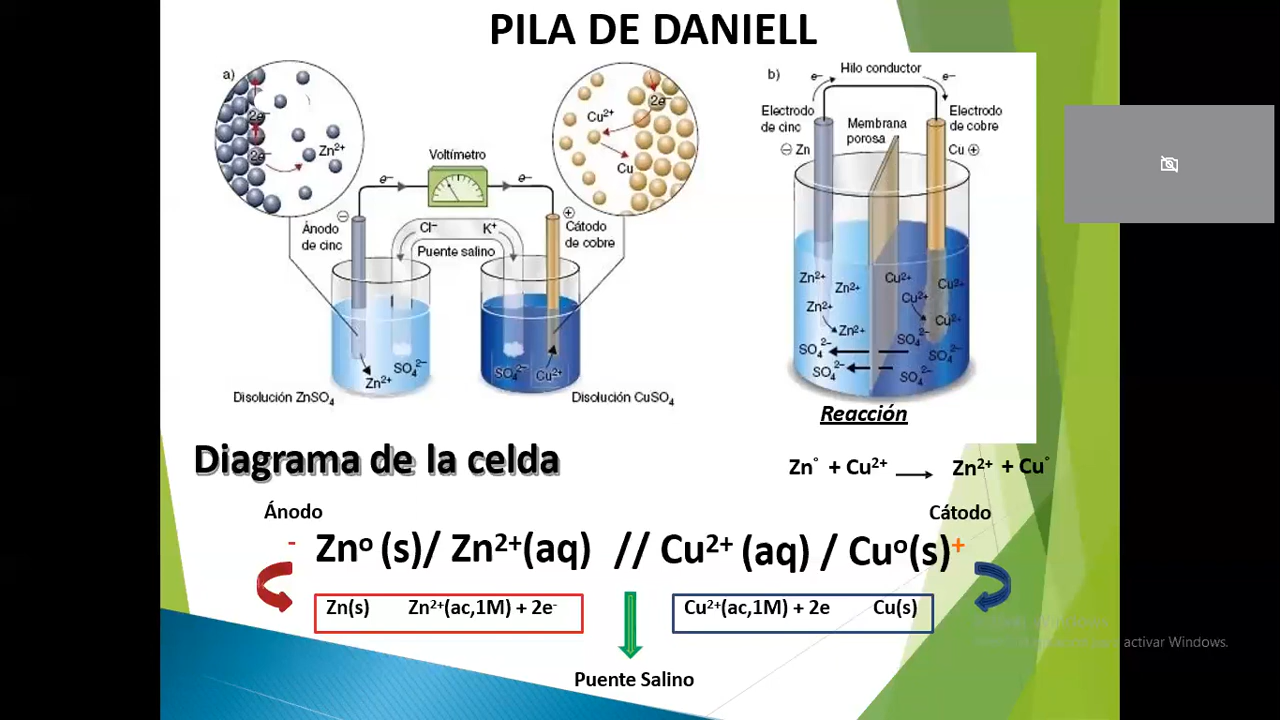 PILA DE DANIELL
a)
2e⁻
2e⁻
Zn²⁺
Cu²⁺
2e⁻
Cu
Voltímetro
e⁻
e⁻
⊖
⊕
Ánodo
de cinc
Cl⁻
K⁺
Puente salino
Cátodo
de cobre
Zn²⁺
SO₄²⁻
SO₄²⁻
Cu²⁺
Disolución ZnSO₄
Disolución CuSO₄
b)
Hilo conductor
e⁻
e⁻
Electrodo
de cinc
⊖ Zn
Membrana
porosa
Electrodo
de cobre
Cu ⊕
Zn²⁺
Zn²⁺
Zn²⁺
Zn²⁺
Cu²⁺
Cu²⁺
Cu²⁺
Cu²⁺
SO₄²⁻
SO₄²⁻
SO₄²⁻
SO₄²⁻
SO₄²⁻
Reacción
Diagrama de la celda
Zn° + Cu²⁺ → Zn²⁺ + Cu°
Ánodo
Cátodo
- Znº (s)/ Zn²⁺(aq) // Cu²⁺ (aq) / Cuº(s)+
Zn(s) Zn²⁺(ac,1M) + 2e⁻
Cu²⁺(ac,1M) + 2e Cu(s)
Puente Salino
activar Windows.